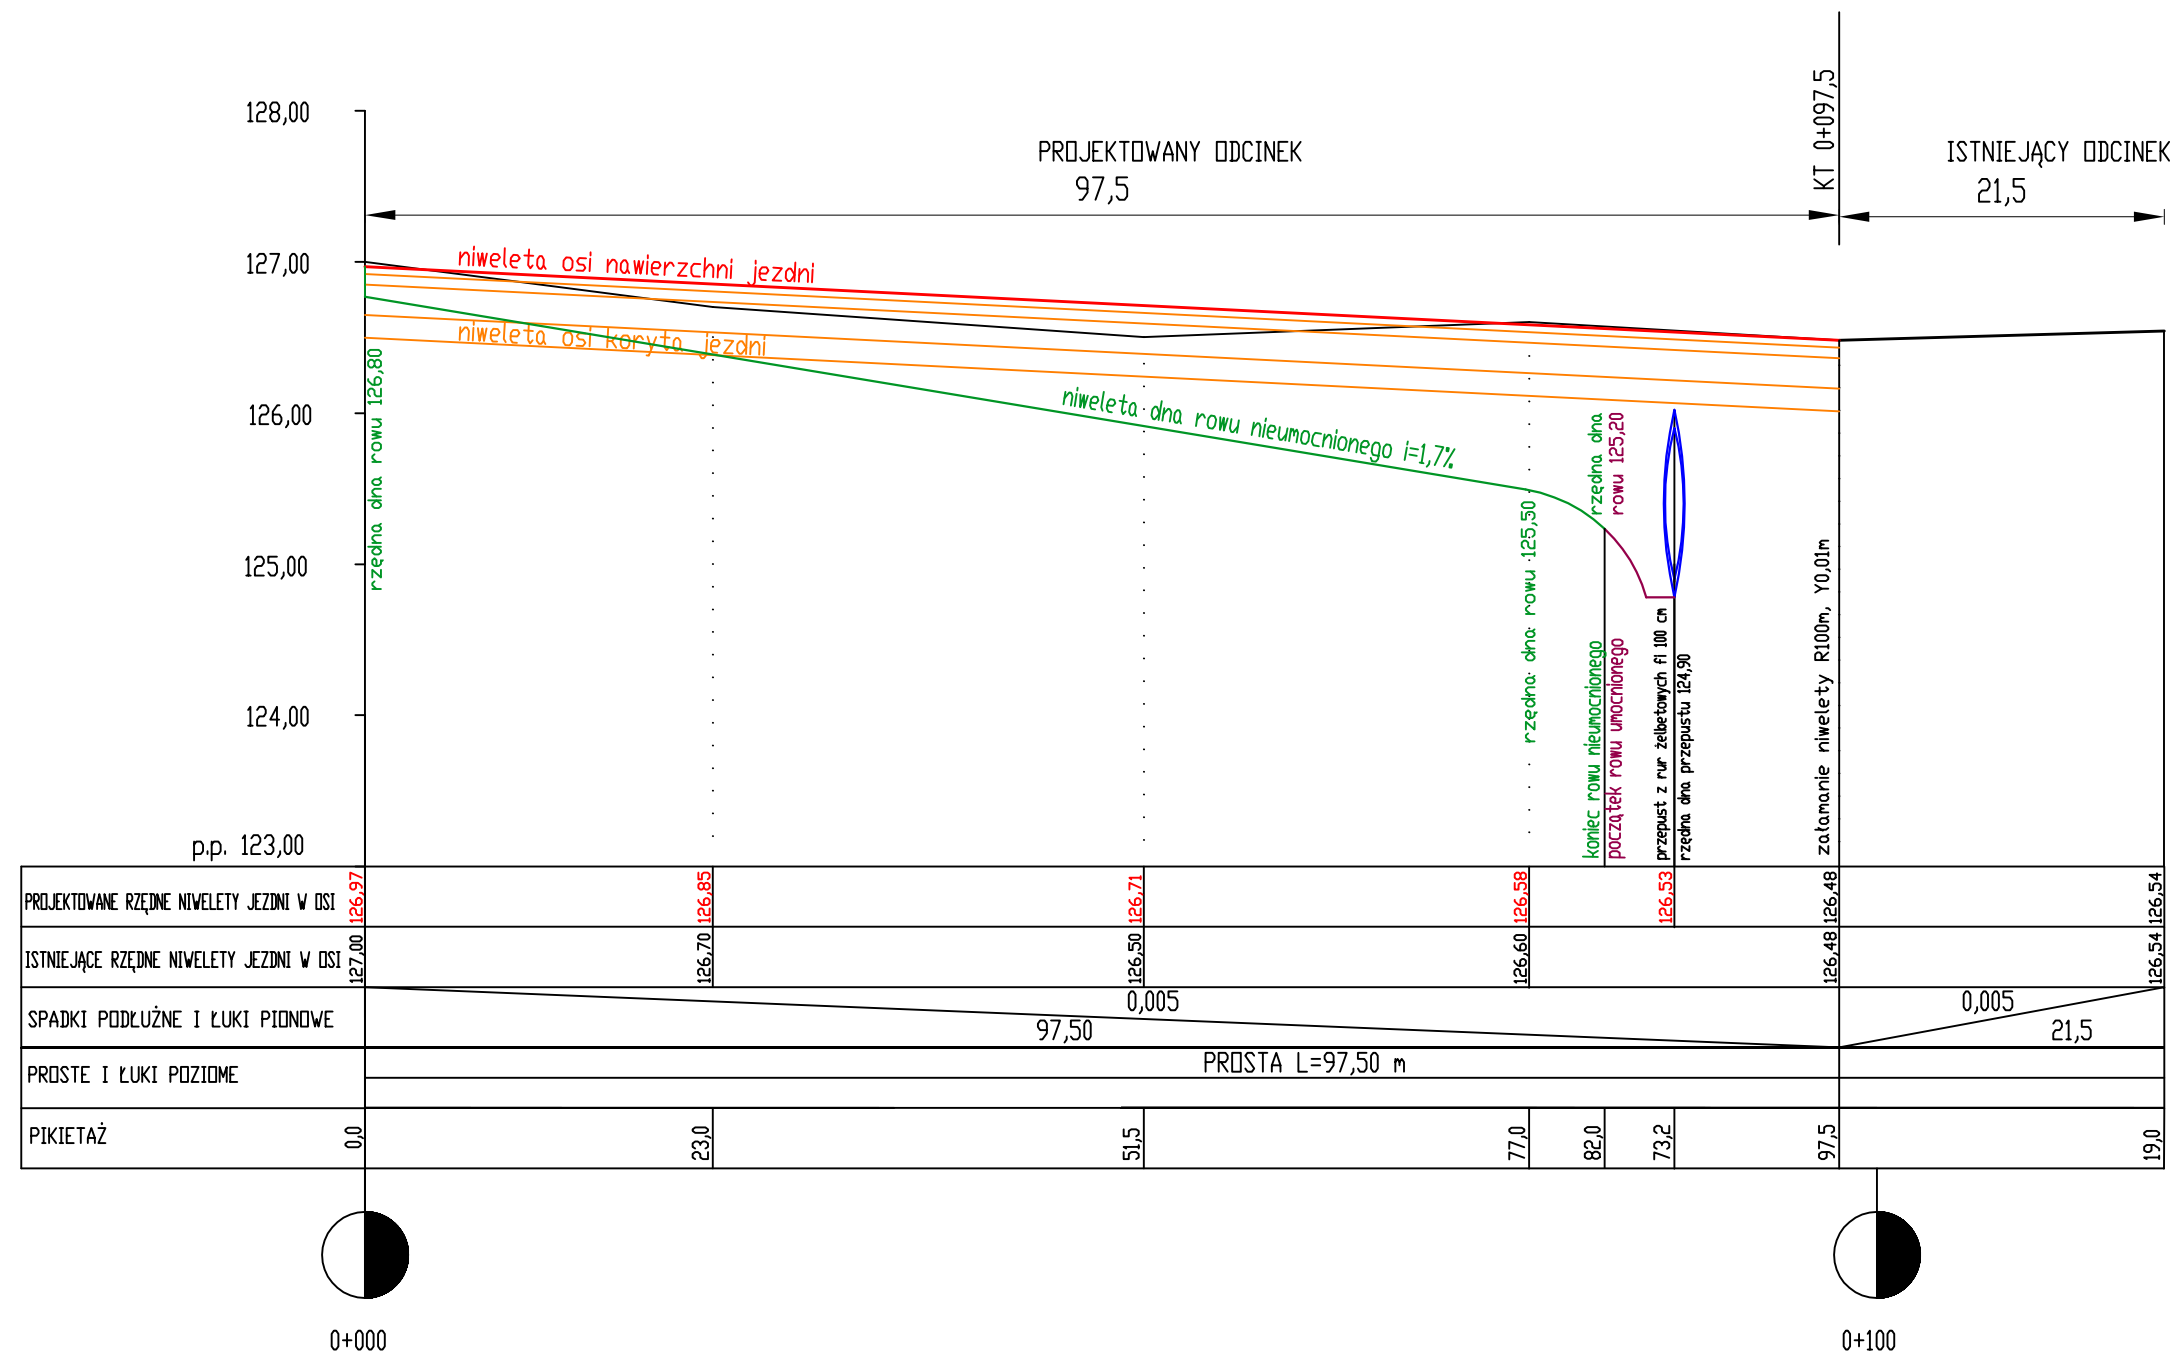 128,00
127,00
126,00
125,00
124,00
p.p. 123,00
PROJEKTOWANY ODCINEK
97,5
KT 0+097,5
ISTNIEJĄCY ODCINEK
21,5
niweleta osi nawierzchni jezdni
niweleta osi koryta jezdni
niweleta dna rowu nieumocnionego i=1,7%
rzędna dna rowu 126,80
rzędna dna rowu 125,50
rzędna dna
rowu 125,20
koniec rowu nieumocnionego
początek rowu umocnionego
przepust z rur żelbetowych fi 100 cm
rzędna dna przepustu 124,90
załamanie niwelety R100m, Y0,01m
PROJEKTOWANE RZĘDNE NIWELETY JEZDNI W OSI
126,97
126,85
126,71
126,58
126,53
126,48
126,54
ISTNIEJĄCE RZĘDNE NIWELETY JEZDNI W OSI
127,00
126,70
126,50
126,60
126,48
126,54
SPADKI PODŁUŻNE I ŁUKI PIONOWE
0,005
97,50
0,005
21,5
PROSTE I ŁUKI POZIOME
PROSTA L=97,50 m
PIKIETAŻ
0,0
23,0
51,5
77,0
82,0
73,2
97,5
19,0
0+000
0+100